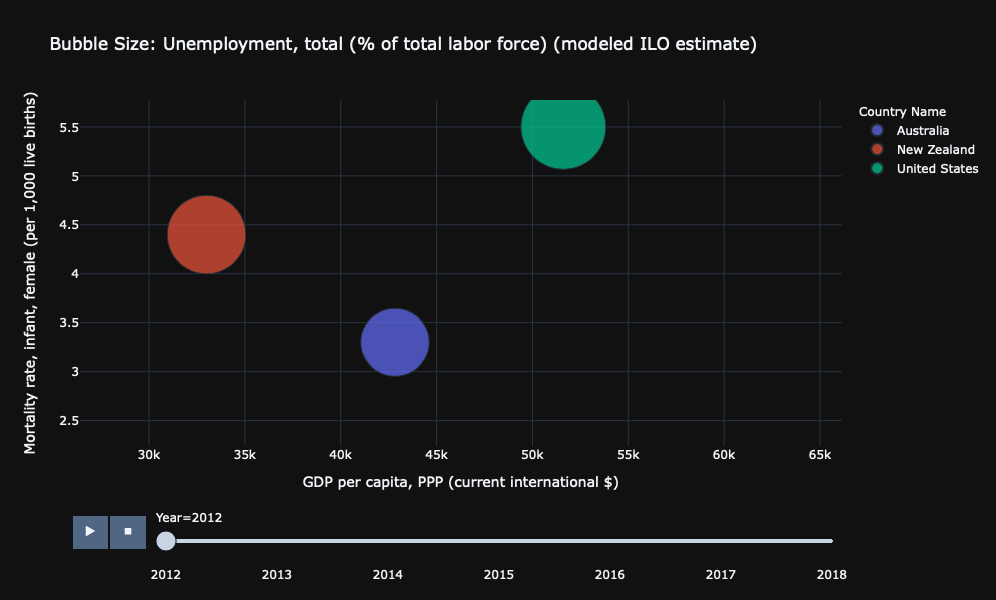 Bubble Size: Unemployment, total (% of total labor force) (modeled ILO estimate)
Mortality rate, infant, female (per 1,000 live births)
5.5
5
4.5
4
3.5
3
2.5
30k 35k 40k 45k 50k 55k 60k 65k
GDP per capita, PPP (current international $)
Country Name
Australia
New Zealand
United States
Year=2012
2012 2013 2014 2015 2016 2017 2018